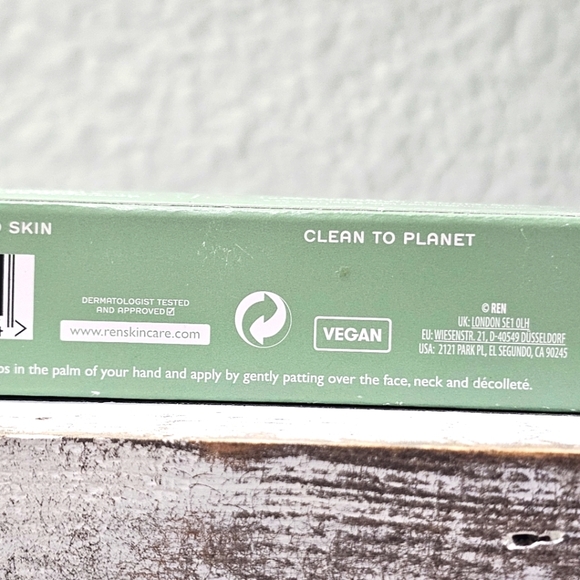 SKIN
CLEAN TO PLANET
DERMATOLOGIST TESTED
AND APPROVED
www.renskincare.com
VEGAN
© REN
UK: LONDON SE1 0LH
EU: WIESENSTR. 21, D-40549 DÜSSELDORF
USA: 2121 PARK PL, EL SEGUNDO, CA 90245
in the palm of your hand and apply by gently patting over the face, neck and décolleté.